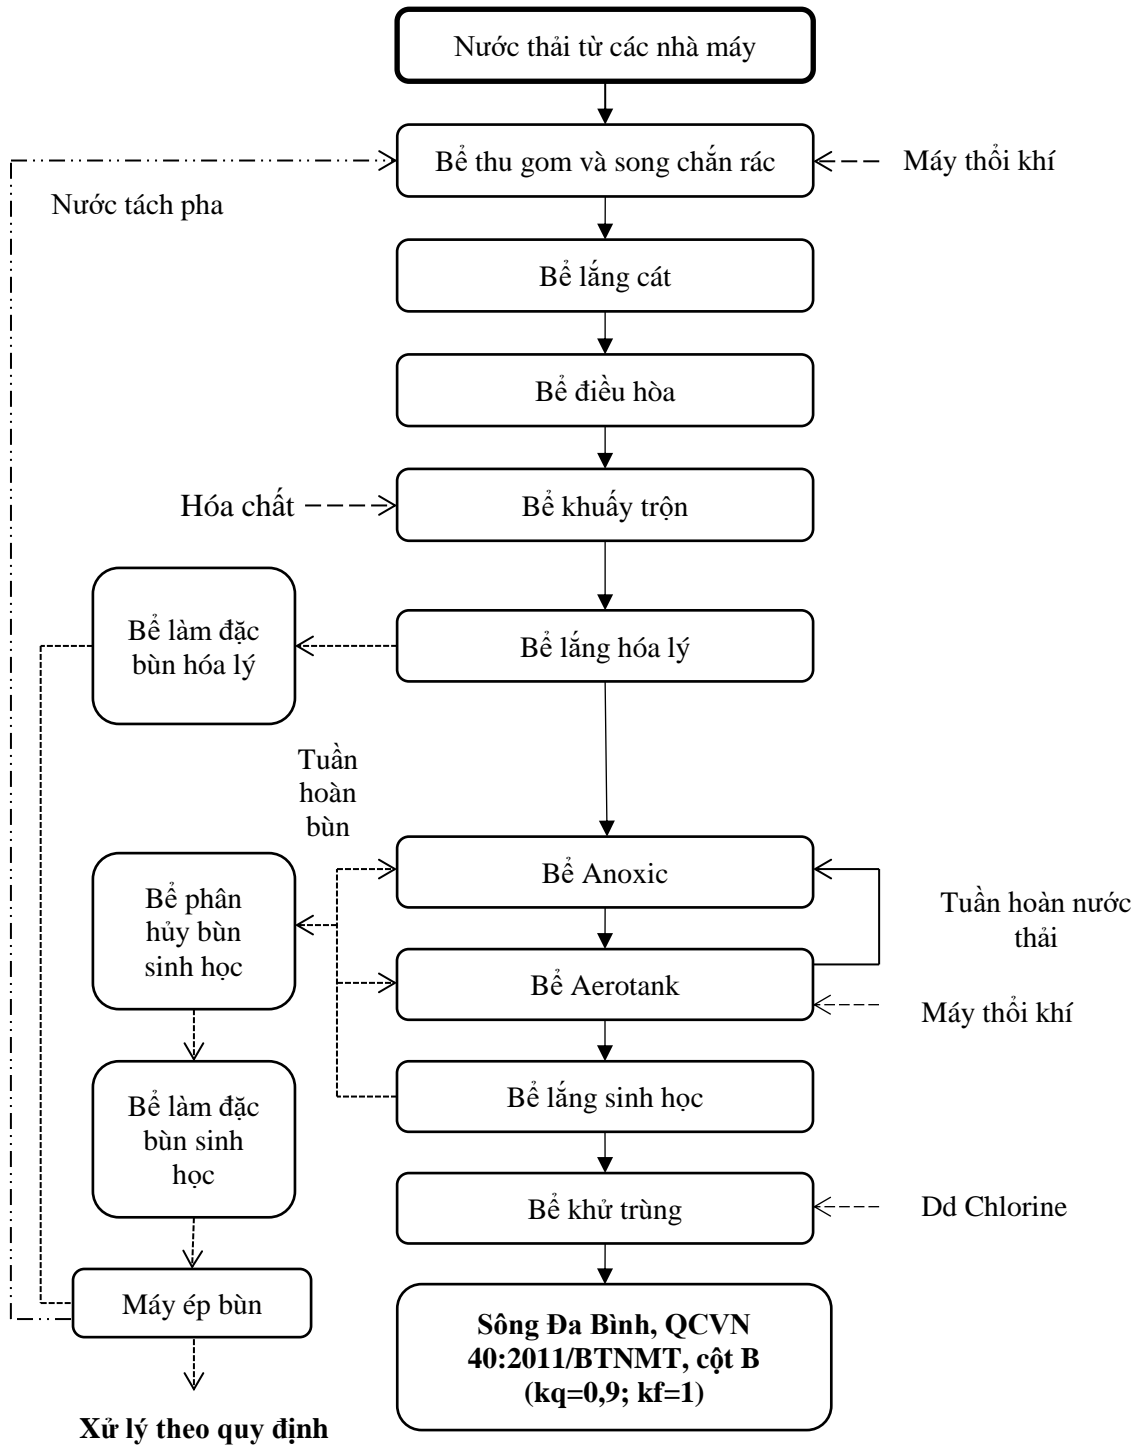 Nước thải từ các nhà máy
Bể thu gom và song chắn rác
Máy thổi khí
Nước tách pha
Bể lắng cát
Bể điều hòa
Hóa chất
Bể khuấy trộn
Bể làm đặc
bùn hóa lý
Bể lắng hóa lý
Tuần
hoàn
bùn
Bể Anoxic
Bể phân
hủy bùn
sinh học
Tuần hoàn nước
thải
Bể Aerotank
Máy thổi khí
Bể làm đặc
bùn sinh
học
Bể lắng sinh học
Bể khử trùng
Dd Chlorine
Máy ép bùn
Sông Đa Bình, QCVN
40:2011/BTNMT, cột B
(kq=0,9; kf=1)
Xử lý theo quy định